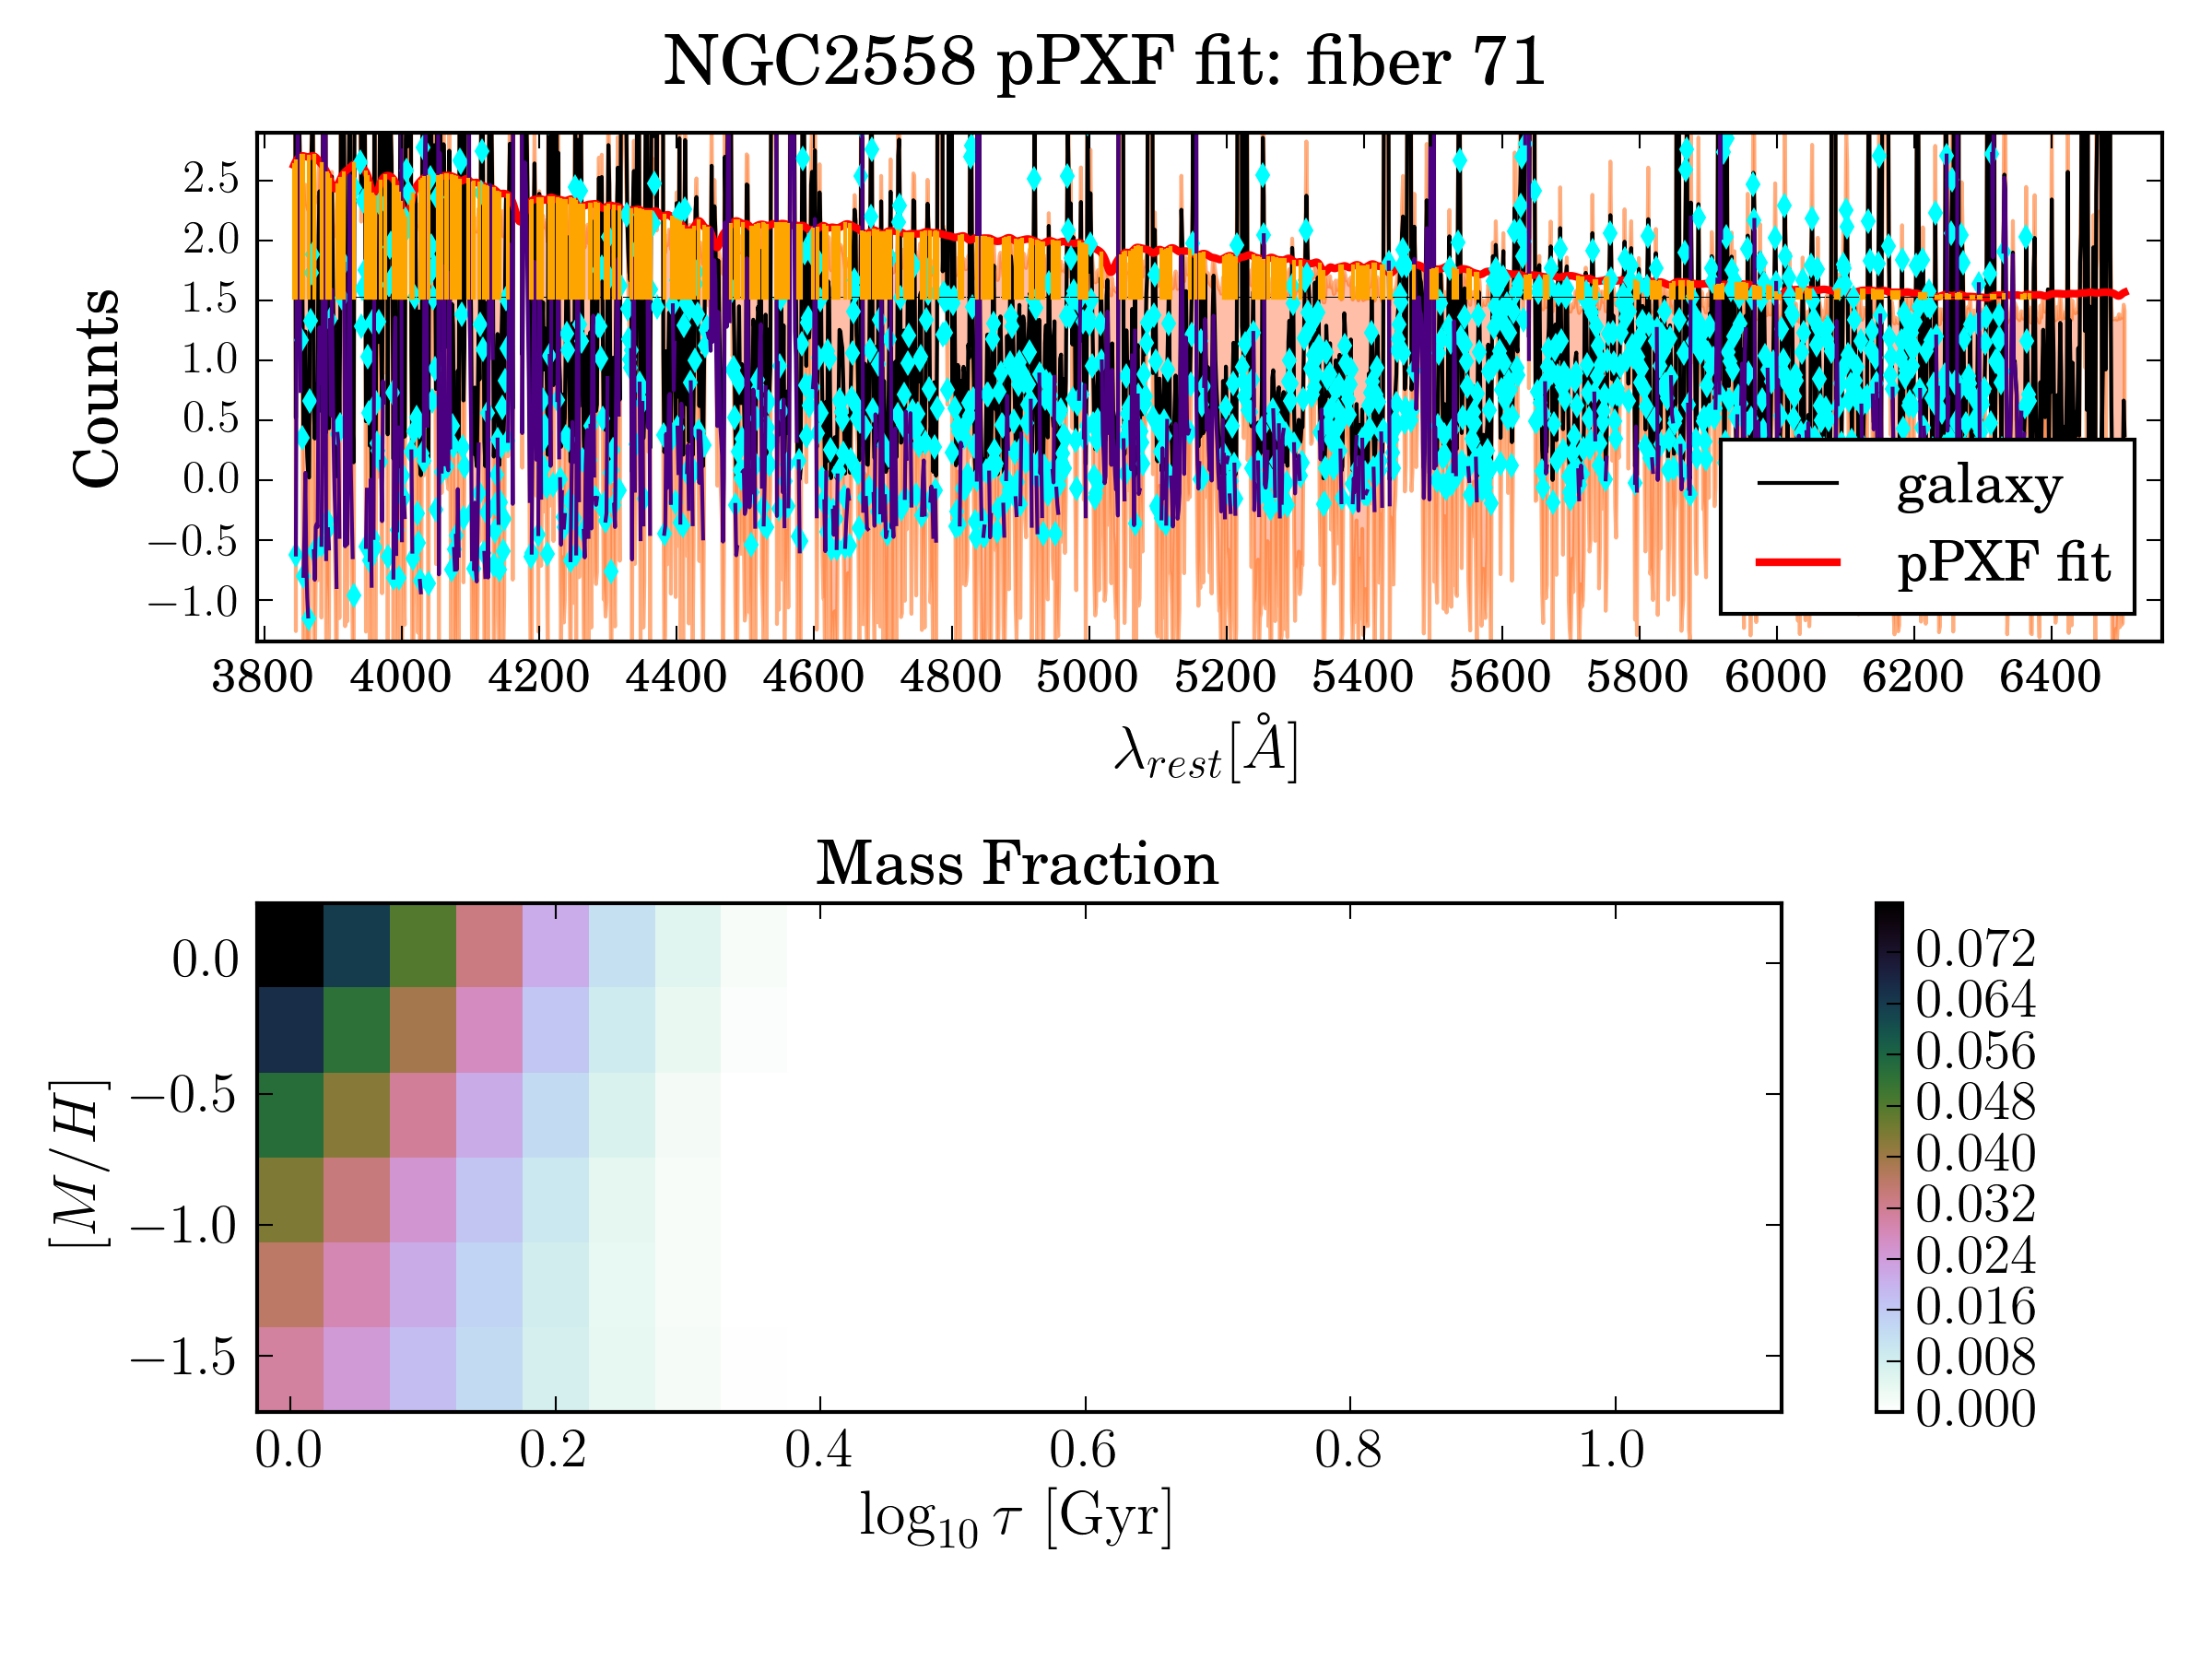 NGC2558 pPXF fit: fiber 71
Counts
2.5
2.0
1.5
1.0
0.5
0.0
−0.5
−1.0
galaxy
pPXF fit
3800 4000 4200 4400 4600 4800 5000 5200 5400 5600 5800 6000 6200 6400
λrest[Å]
Mass Fraction
[M/H]
0.0
−0.5
−1.0
−1.5
0.0 0.2 0.4 0.6 0.8 1.0
log10 τ [Gyr]
0.072
0.064
0.056
0.048
0.040
0.032
0.024
0.016
0.008
0.000